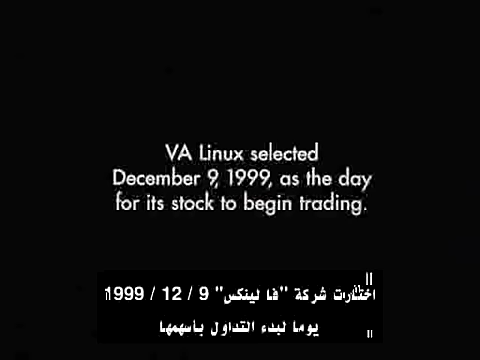 VA Linux selected
December 9, 1999, as the day
for its stock to begin trading.
اختارت شركة "فا لينكس" 9 / 12 / 1999
يوما لبدء التداول بأسهمها